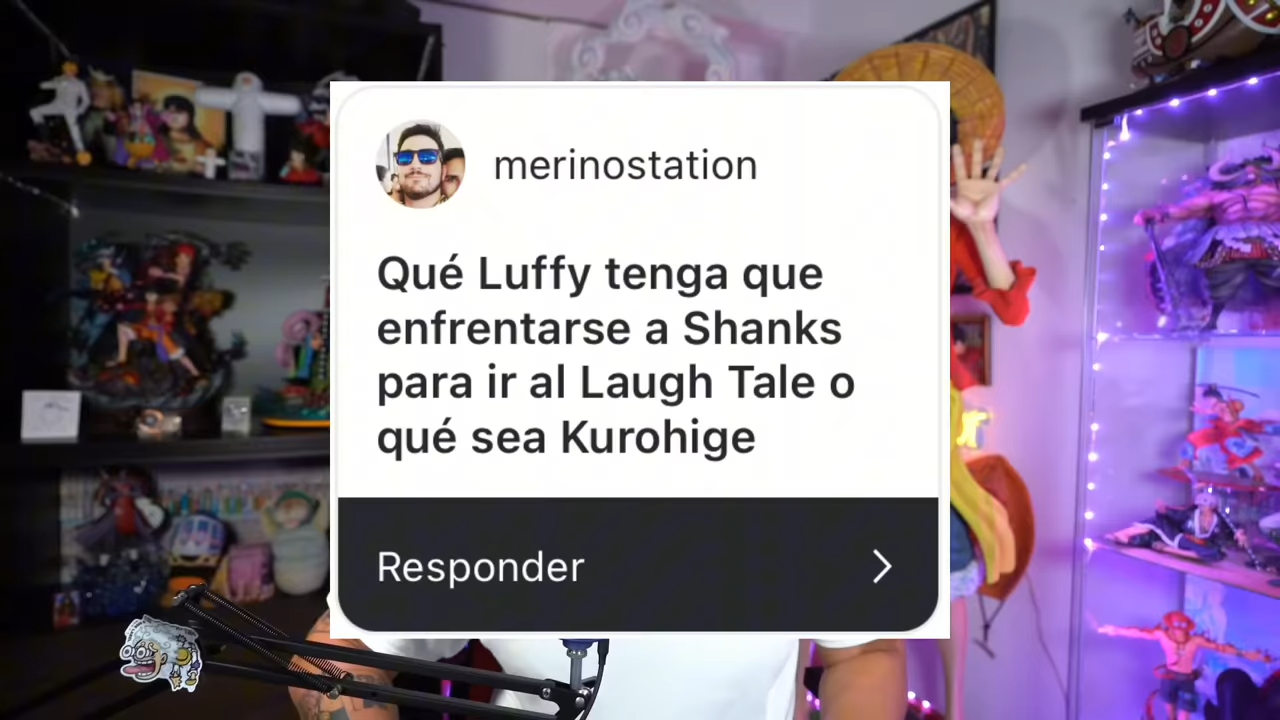 merinostation
Qué Luffy tenga que
enfrentarse a Shanks
para ir al Laugh Tale o
qué sea Kurohige
Responder